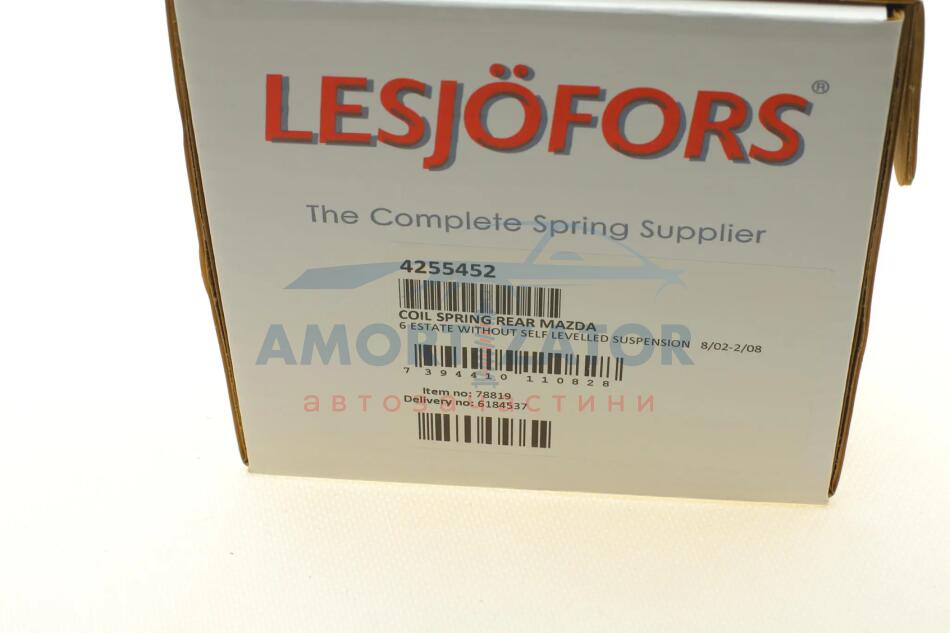 LESJÖFORS®
The Complete Spring Supplier
4255452
COIL SPRING REAR MAZDA
6 ESTATE WITHOUT SELF LEVELLED SUSPENSION 8/02-2/08
AMORTIZATOR
7 394410 110828
Item no: 78819
Delivery no: 6184537
автозапчастини